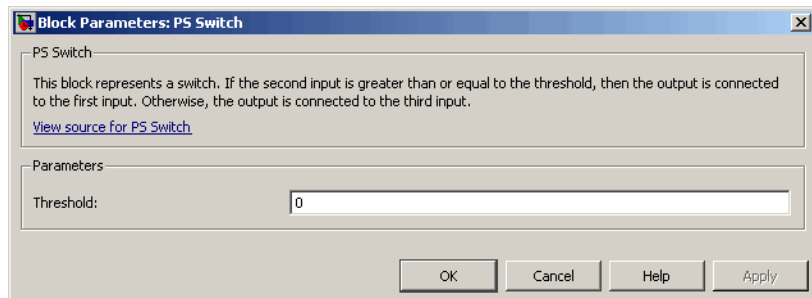 Block Parameters: PS Switch
PS Switch
This block represents a switch. If the second input is greater than or equal to the threshold, then the output is connected
to the first input. Otherwise, the output is connected to the third input.
View source for PS Switch
Parameters
Threshold: 0
OK Cancel Help Apply